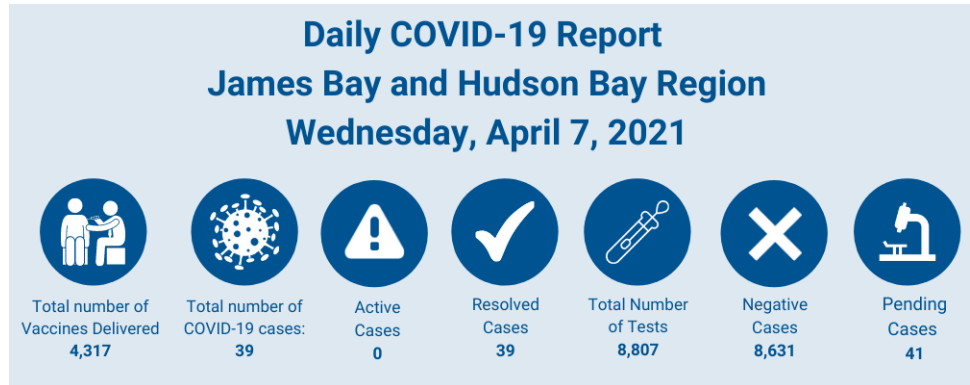 Daily COVID-19 Report
James Bay and Hudson Bay Region
Wednesday, April 7, 2021
Total number of
Vaccines Delivered
4,317
Total number of
COVID-19 cases:
39
Active
Cases
0
Resolved
Cases
39
Total Number
of Tests
8,807
Negative
Cases
8,631
Pending
Cases
41